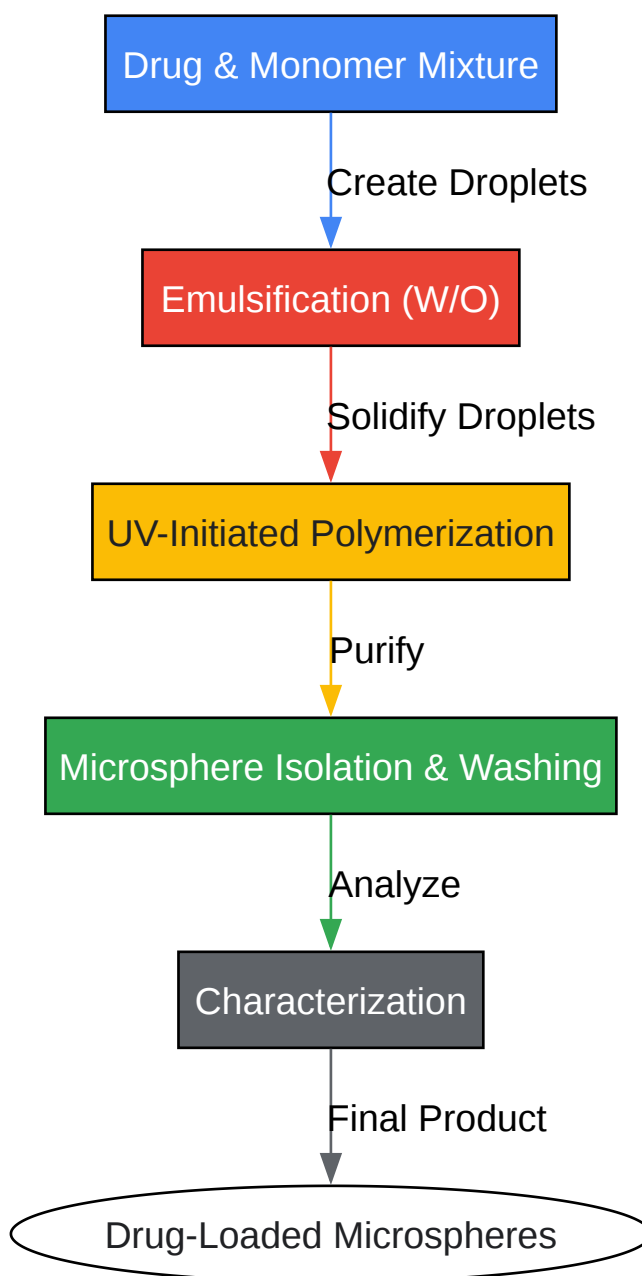 Drug & Monomer Mixture
Create Droplets
Emulsification (W/O)
Solidify Droplets
UV-Initiated Polymerization
Purify
Microsphere Isolation & Washing
Analyze
Characterization
Final Product
Drug-Loaded Microspheres